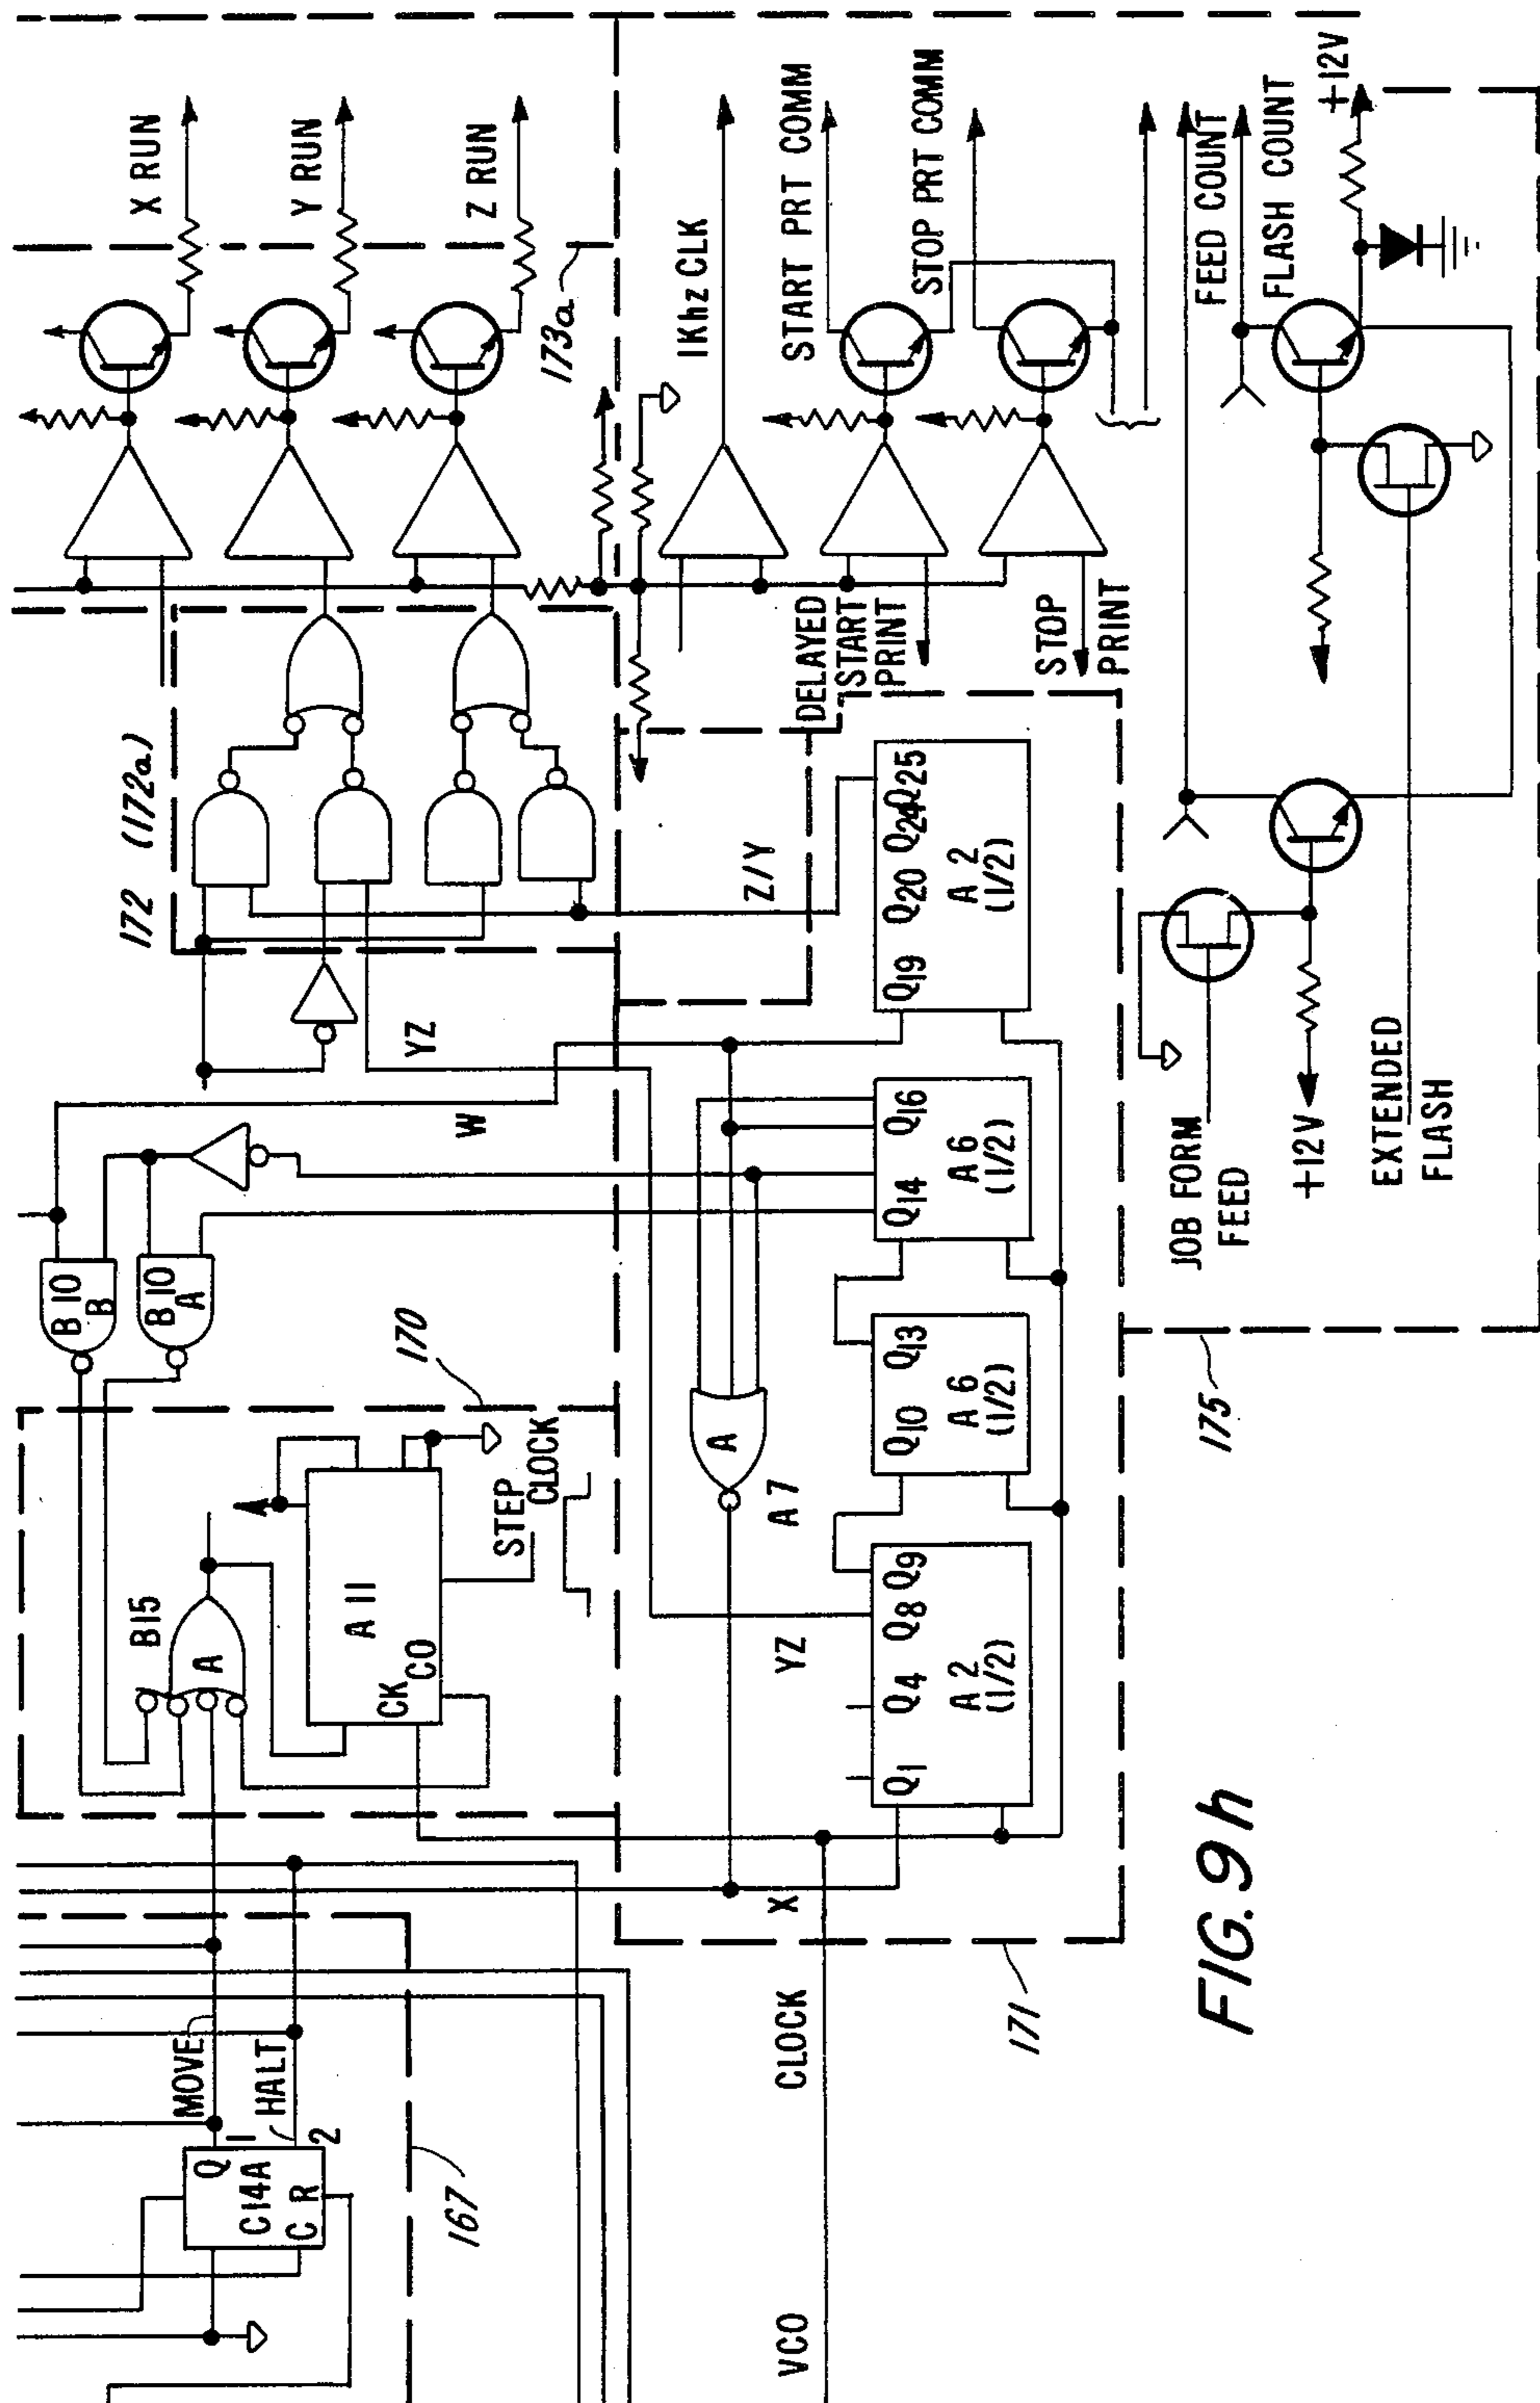 X RUN
Y RUN
Z RUN
173a
1Khz CLK
START PRT COMM
STOP PRT COMM
FEED COUNT
FLASH COUNT
+12V
172 (172a)
DELAYED
START
PRINT
STOP
PRINT
Z/Y
YZ
W
Q19 Q20 Q24 Q25
A 2
(1/2)
Q14 Q16
A 6
(1/2)
Q10 Q13
A 6
(1/2)
Q1 Q4 Q8 Q9
A 2
(1/2)
B 10
B
B 10
A
170
B15
A
A 11
CK
CO
STEP
CLOCK
A
A 7
YZ
X
JOB FORM
FEED
+12V
EXTENDED
FLASH
175
MOVE
HALT
Q
1
C14A
C R
2
167
VCO
CLOCK
171
FIG. 9h